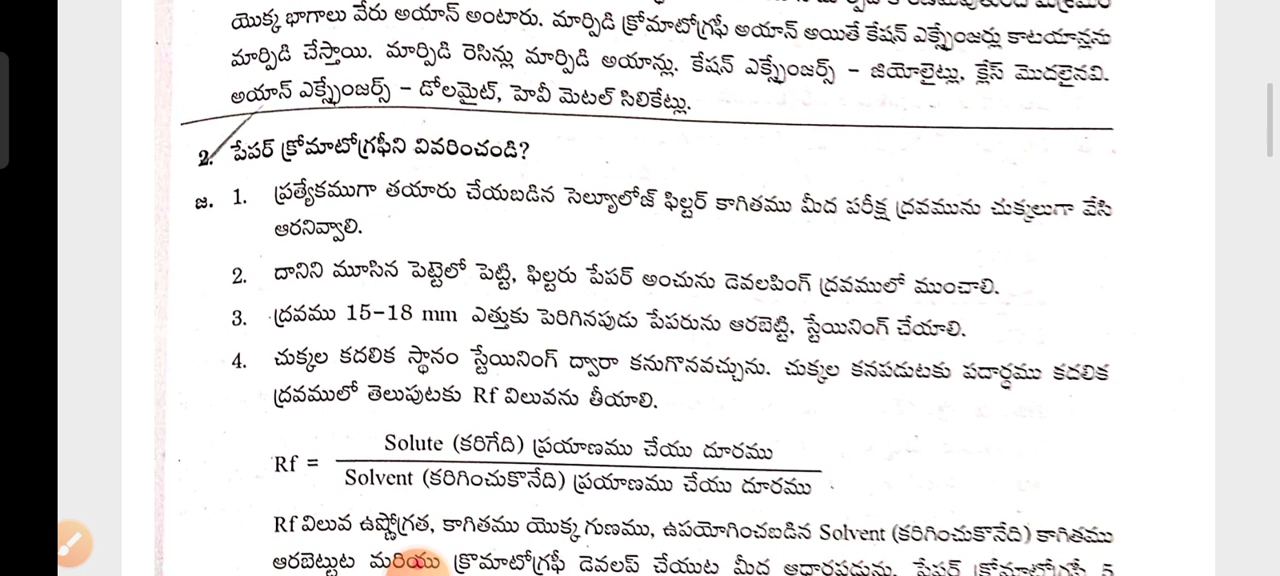 యొక్క భాగాలు వేరు అయాన్ అంటారు. మార్పిడి క్రోమాటోగ్రఫీ అయాన్ అయితే కేషన్ ఎక్స్ఛేంజర్లు కాటయాన్లను
మార్పిడి చేస్తాయి. మార్పిడి రెసిన్లు మార్పిడి అయాన్లు. కేషన్ ఎక్స్ఛేంజర్స్ – జియోలైట్లు, క్లేస్ మొదలైనవి.
అయాన్ ఎక్స్ఛేంజర్స్ – డోలమైట్, హెవీ మెటల్ సిలికేట్లు.
2. పేపర్ క్రోమాటోగ్రఫీని వివరించండి?
జ. 1. ప్రత్యేకముగా తయారు చేయబడిన సెల్యూలోజ్ ఫిల్టర్ కాగితము మీద పరీక్ష ద్రవమును చుక్కలుగా వేసి
ఆరనివ్వాలి.
2. దానిని మూసిన పెట్టెలో పెట్టి, ఫిల్టరు పేపర్ అంచును డెవలపింగ్ ద్రవములో ముంచాలి.
3. ద్రవము 15-18 mm ఎత్తుకు పెరిగినపుడు పేపరును ఆరబెట్టి, స్టేయినింగ్ చేయాలి.
4. చుక్కల కదలిక స్థానం స్టేయినింగ్ ద్వారా కనుగొనవచ్చును. చుక్కల కనపడుటకు పదార్థము కదలిక
ద్రవములో తెలుపుటకు Rf విలువను తీయాలి.
Rf = Solute (కరిగేది) ప్రయాణము చేయు దూరము
Solvent (కరిగించుకొనేది) ప్రయాణము చేయు దూరము
Rf విలువ ఉష్ణోగ్రత, కాగితము యొక్క గుణము, ఉపయోగించబడిన Solvent (కరిగించుకొనేది) కాగితము
ఆరబెట్టుట మరియు క్రొమాటోగ్రఫీ డెవలప్ చేయుట మీద ఆధారపడును. పేపర్ క్రోమాటోగ్రఫీ 5